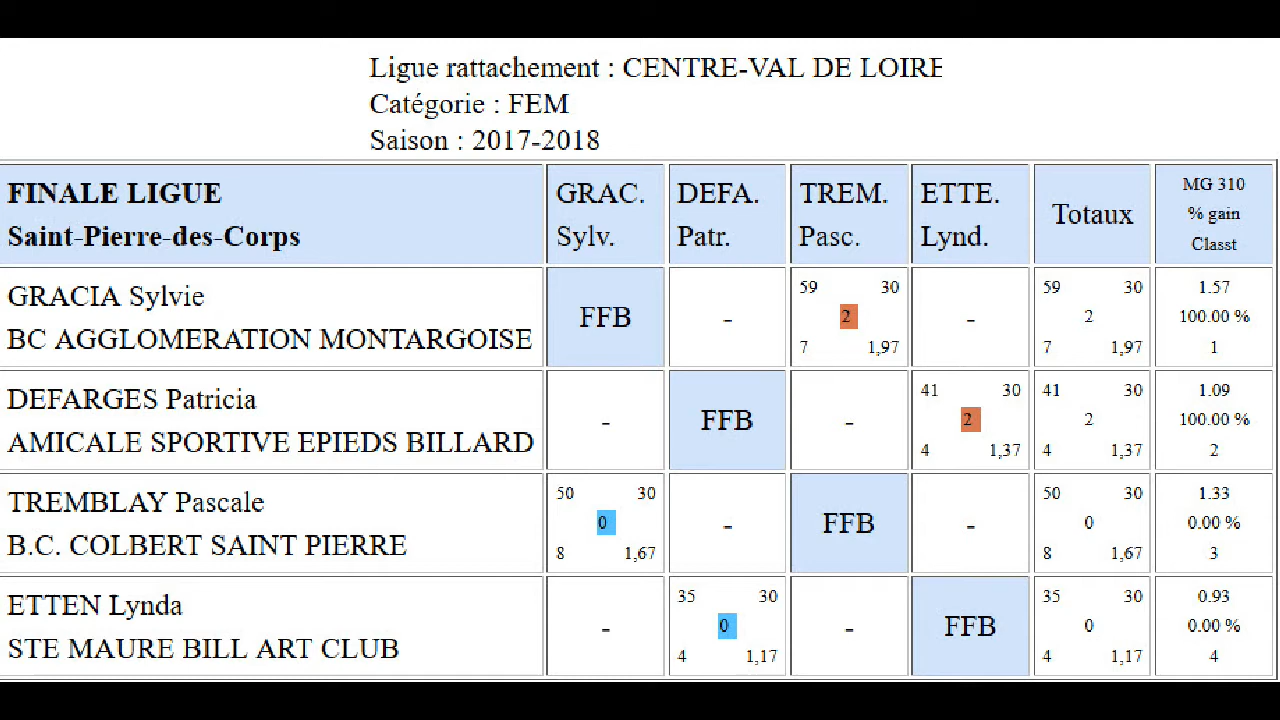 Ligue rattachement : CENTRE-VAL DE LOIRE
Catégorie : FEM
Saison : 2017-2018
FINALE LIGUE
Saint-Pierre-des-Corps
GRAC.
Sylv.
DEFA.
Patr.
TREM.
Pasc.
ETTE.
Lynd.
Totaux
MG 310
% gain
Classt
GRACIA Sylvie
BC AGGLOMERATION MONTARGOISE
FFB
-
59 30
2
7 1,97
-
59 30
2
7 1,97
1.57
100.00 %
1
DEFARGES Patricia
AMICALE SPORTIVE EPIEDS BILLARD
-
FFB
-
41 30
2
4 1,37
41 30
2
4 1,37
1.09
100.00 %
2
TREMBLAY Pascale
B.C. COLBERT SAINT PIERRE
50 30
0
8 1,67
-
FFB
-
50 30
0
8 1,67
1.33
0.00 %
3
ETTEN Lynda
STE MAURE BILL ART CLUB
-
35 30
0
4 1,17
-
FFB
35 30
0
4 1,17
0.93
0.00 %
4